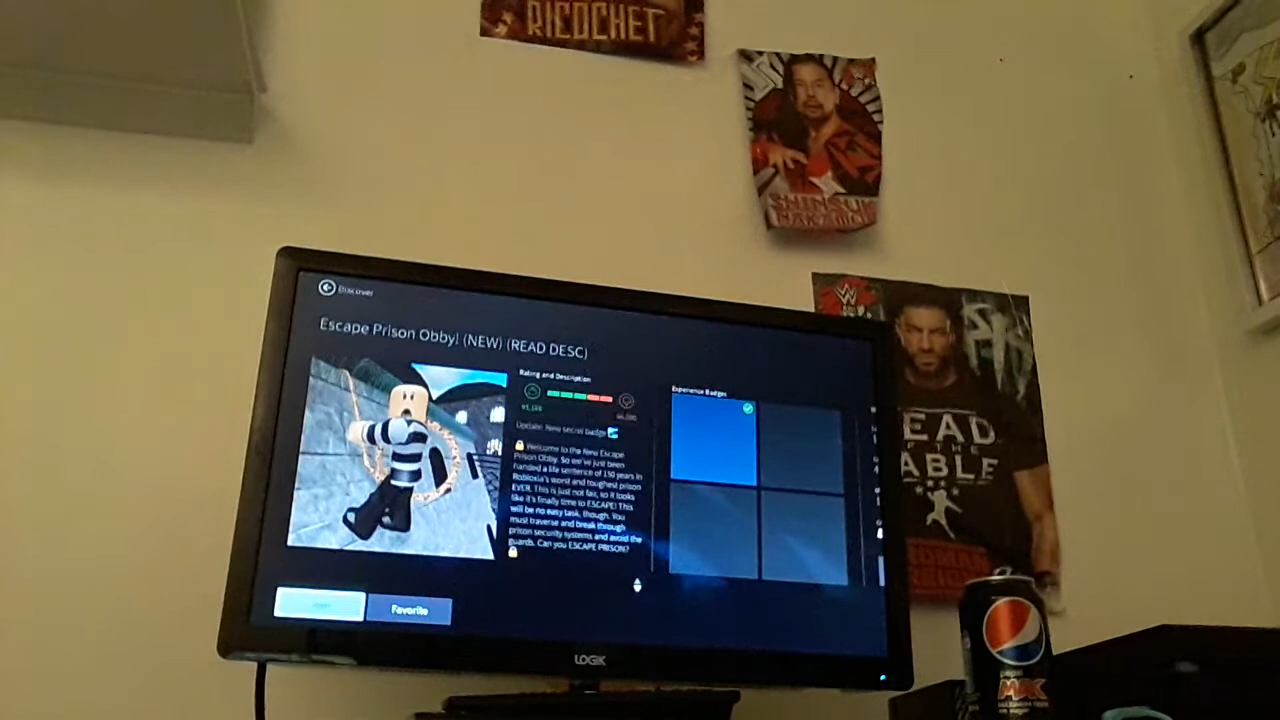 RICOCHET
SHINSUK
NAKAMU
W
Discover
Escape Prison Obby! (NEW) (READ DESC)
Rating and Description
Experience Badges
Update: New secret badge
Welcome to the New Escape
Prison Obby. So we've just been
handed a life sentence of 150 years in
Robloxia's worst and toughest prison
EVER. This is just not fair, so it looks
like it's finally time to ESCAPE! This
will be no easy task, though. You
must traverse and break through
prison security systems and avoid the
guards. Can you ESCAPE PRISON?
Favorite
LOGIK
EAD
OF THE
ABLE
pepsi
MAX